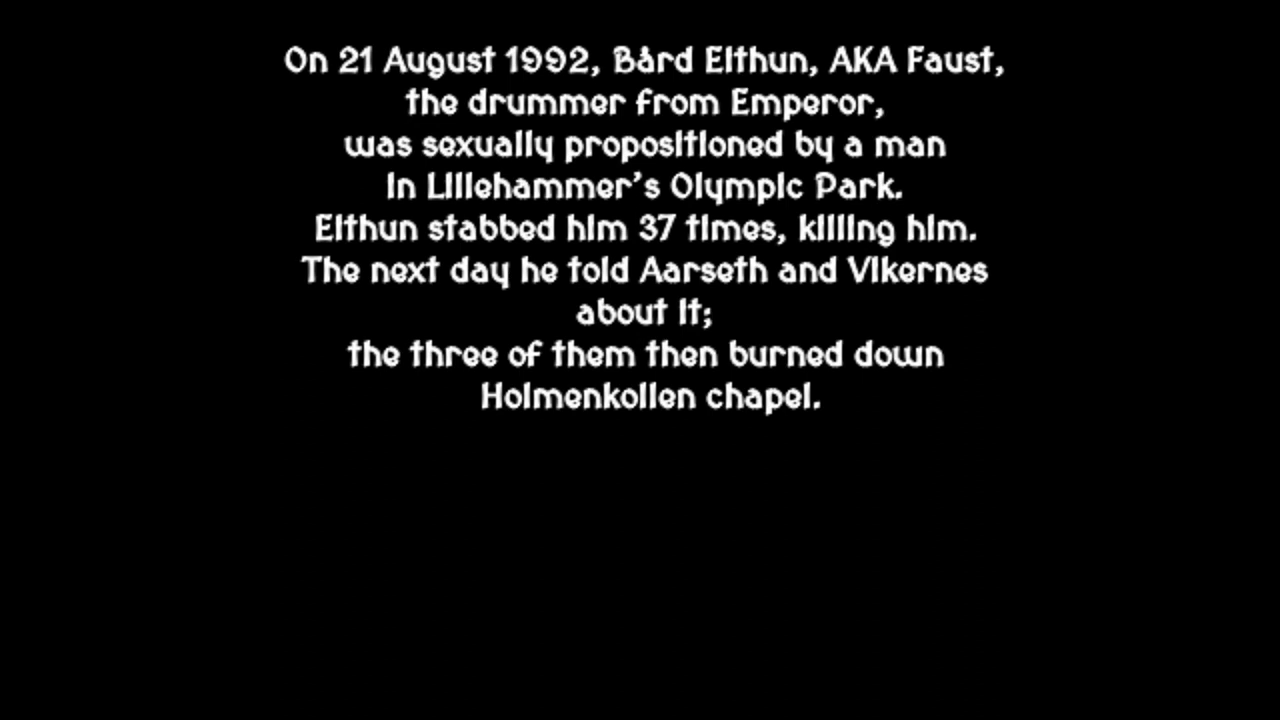 On 21 August 1992, Bård Eithun, AKA Faust,
the drummer from Emperor,
was sexually propositioned by a man
in Lillehammer's Olympic Park.
Eithun stabbed him 37 times, killing him.
The next day he told Aarseth and Vikernes
about it;
the three of them then burned down
Holmenkollen chapel.